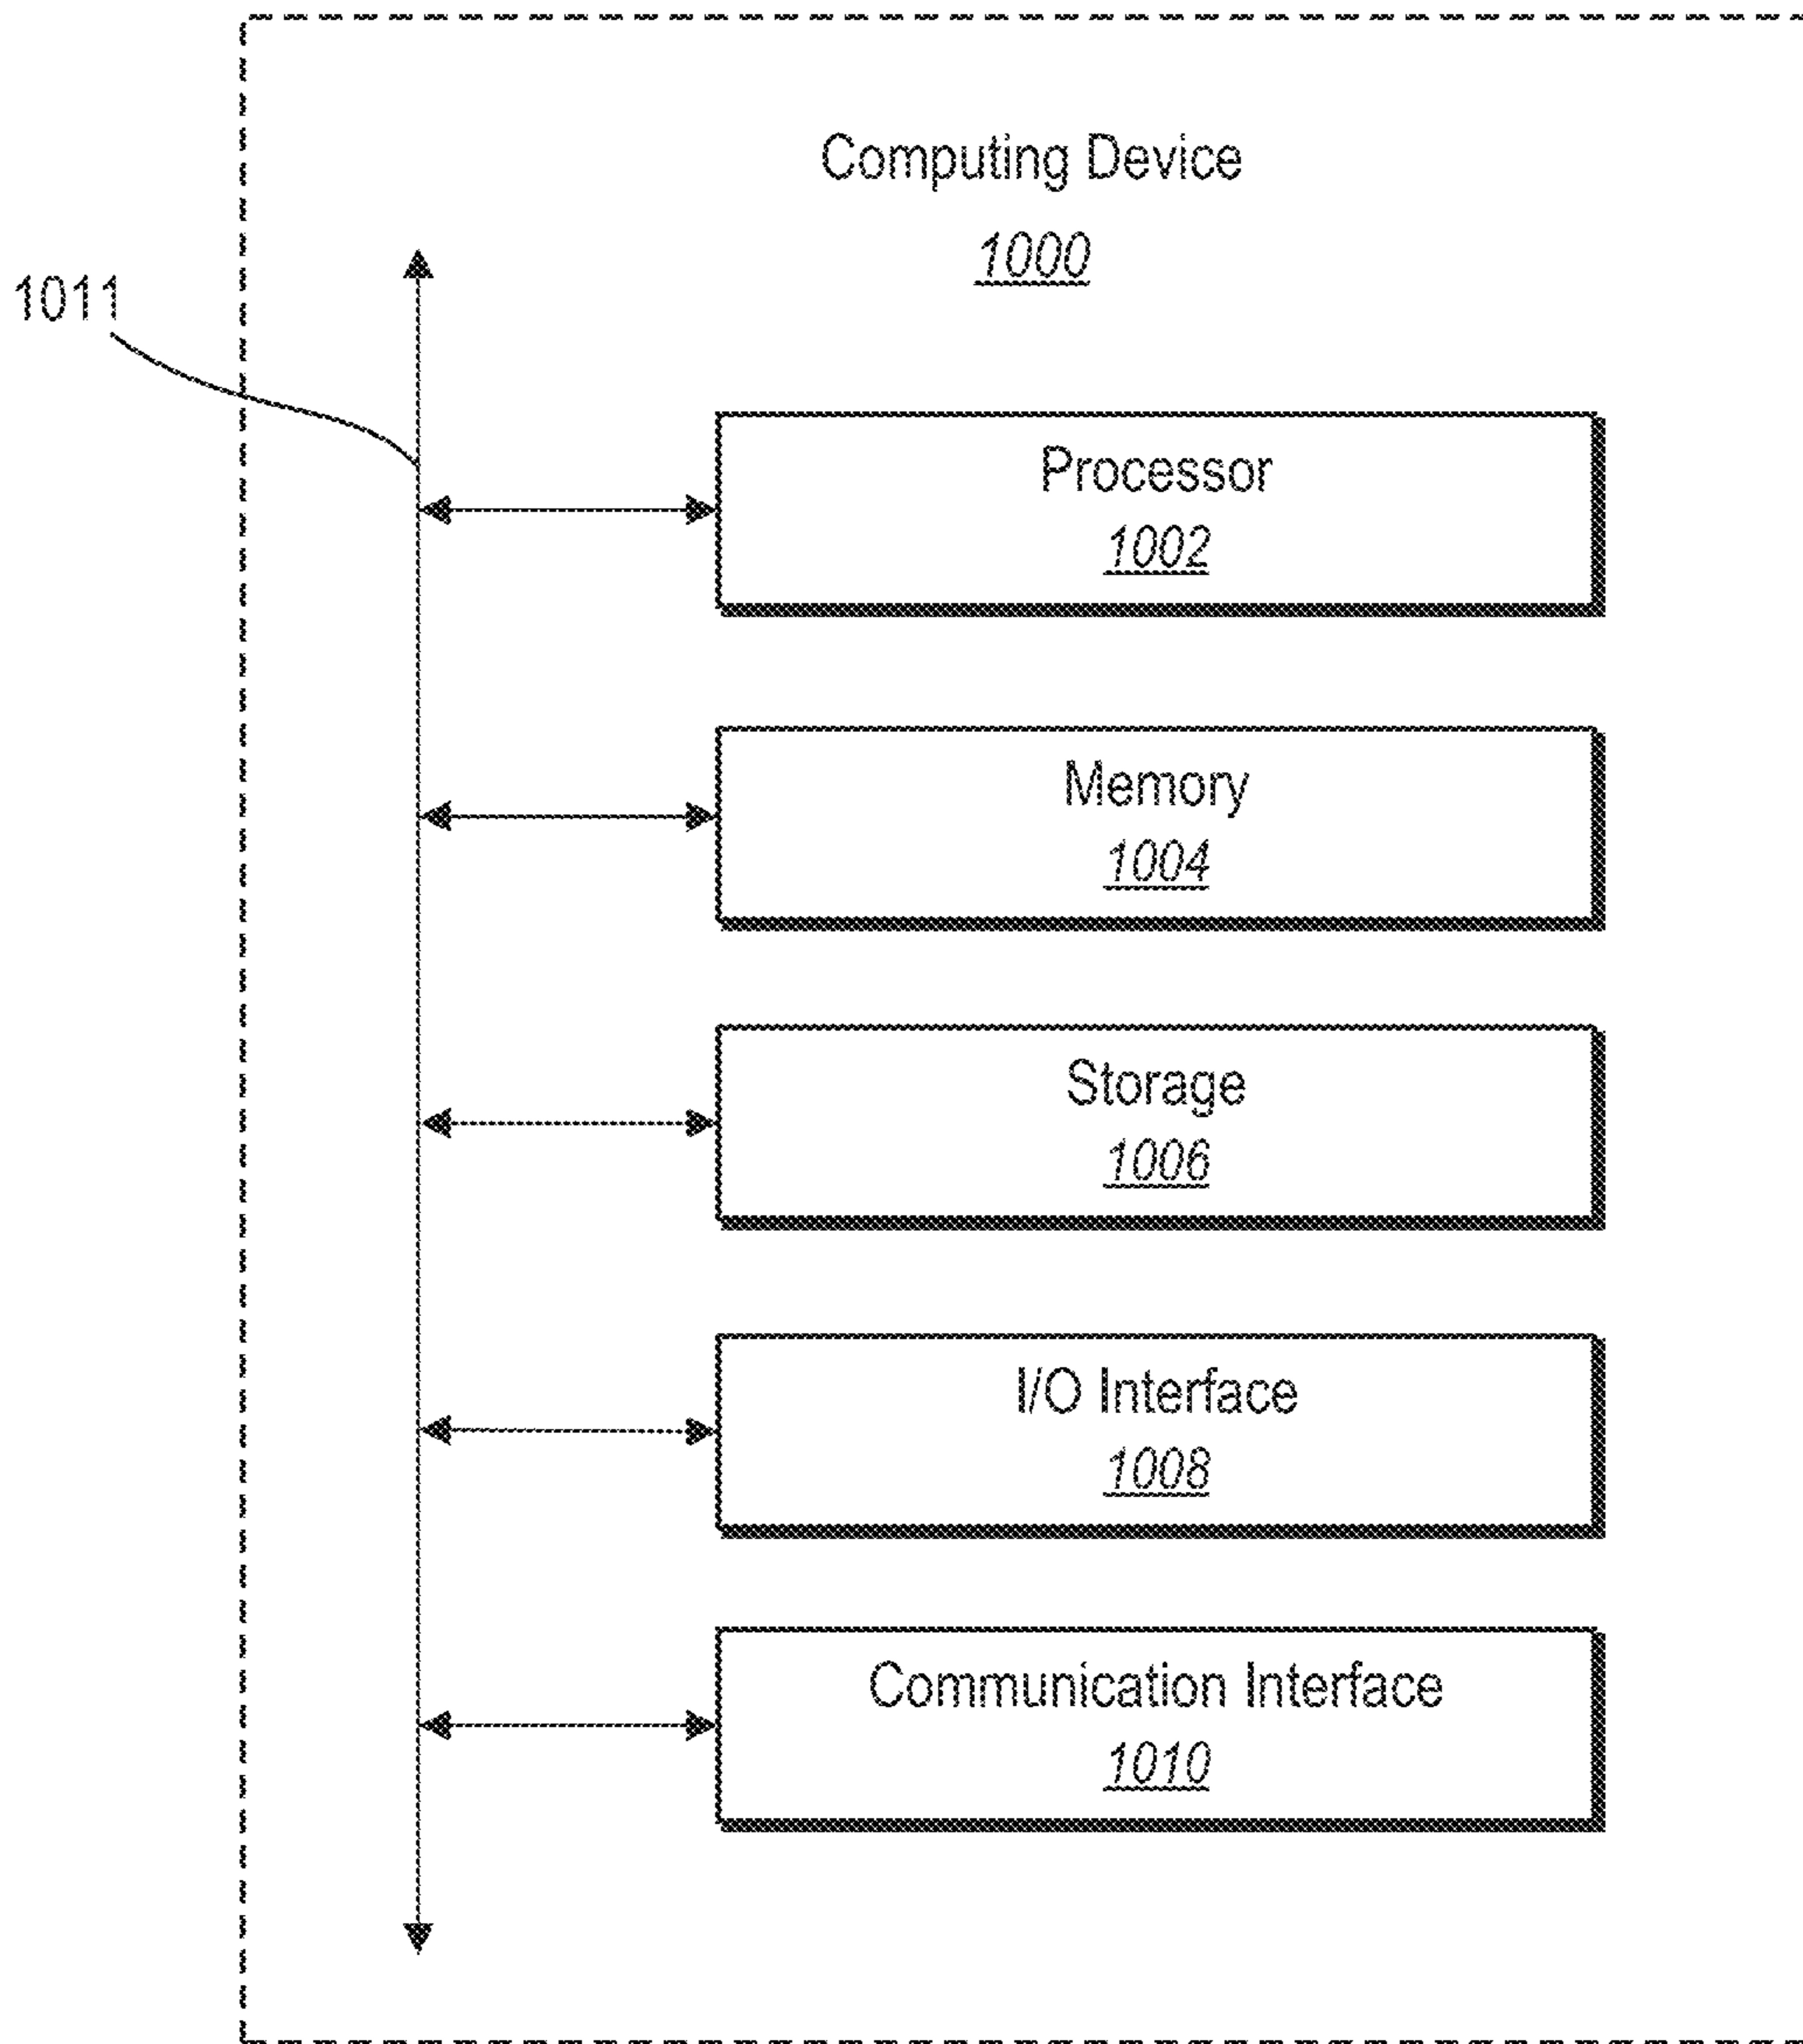 Computing Device
1000
1011
Processor
1002
Memory
1004
Storage
1006
I/O Interface
1008
Communication Interface
1010